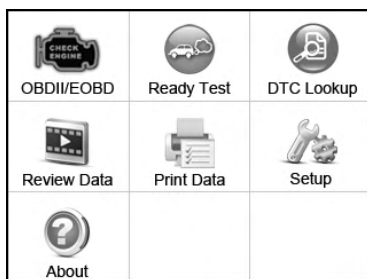 CHECK
ENGINE
OBDII/EOBD
Ready Test
DTC Lookup
Review Data
Print Data
Setup
About